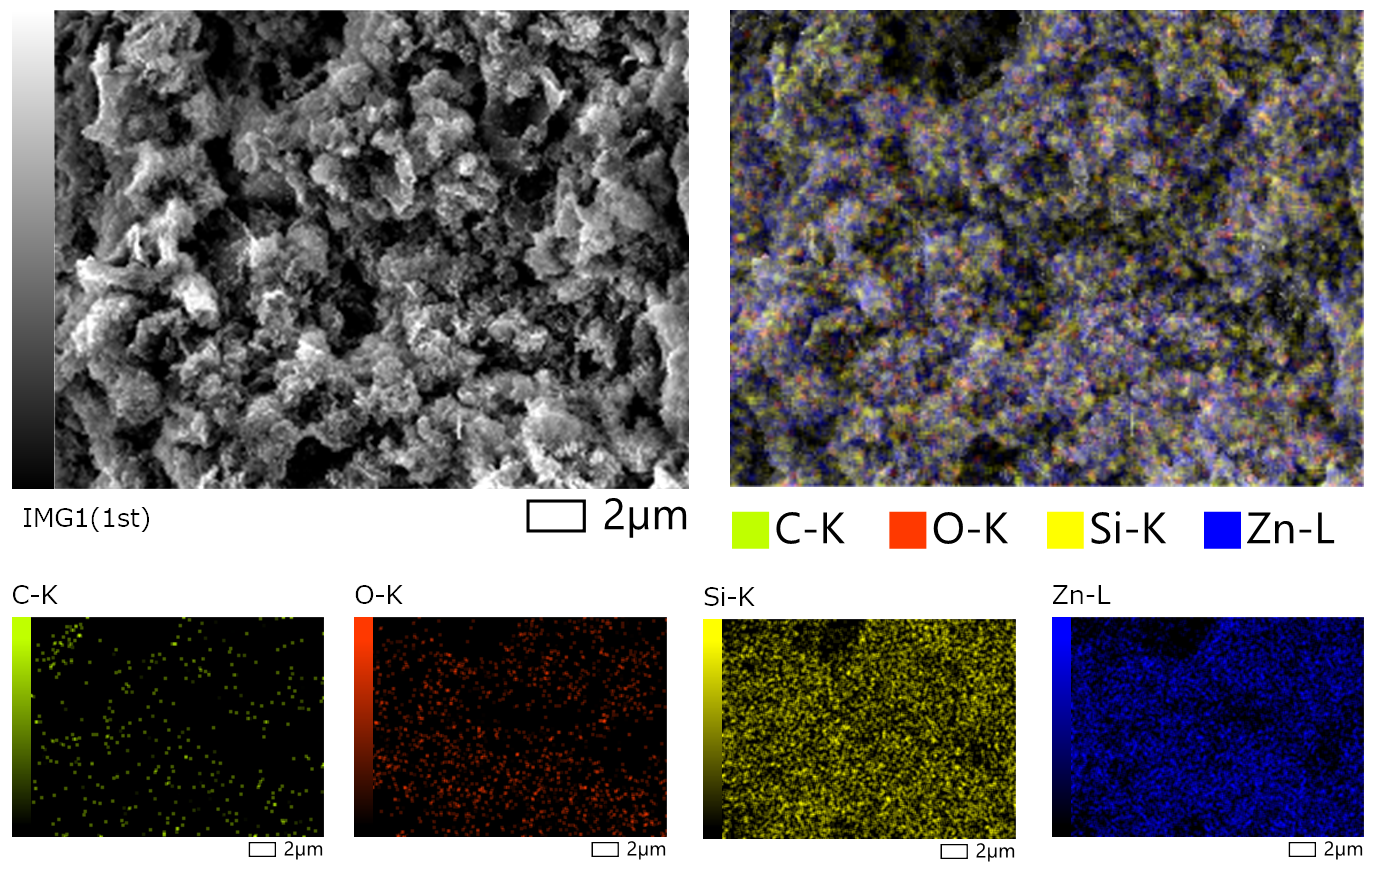 IMG1(1st)
2μm
C-K
O-K
Si-K
Zn-L
C-K
O-K
Si-K
Zn-L
2μm
2μm
2μm
2μm